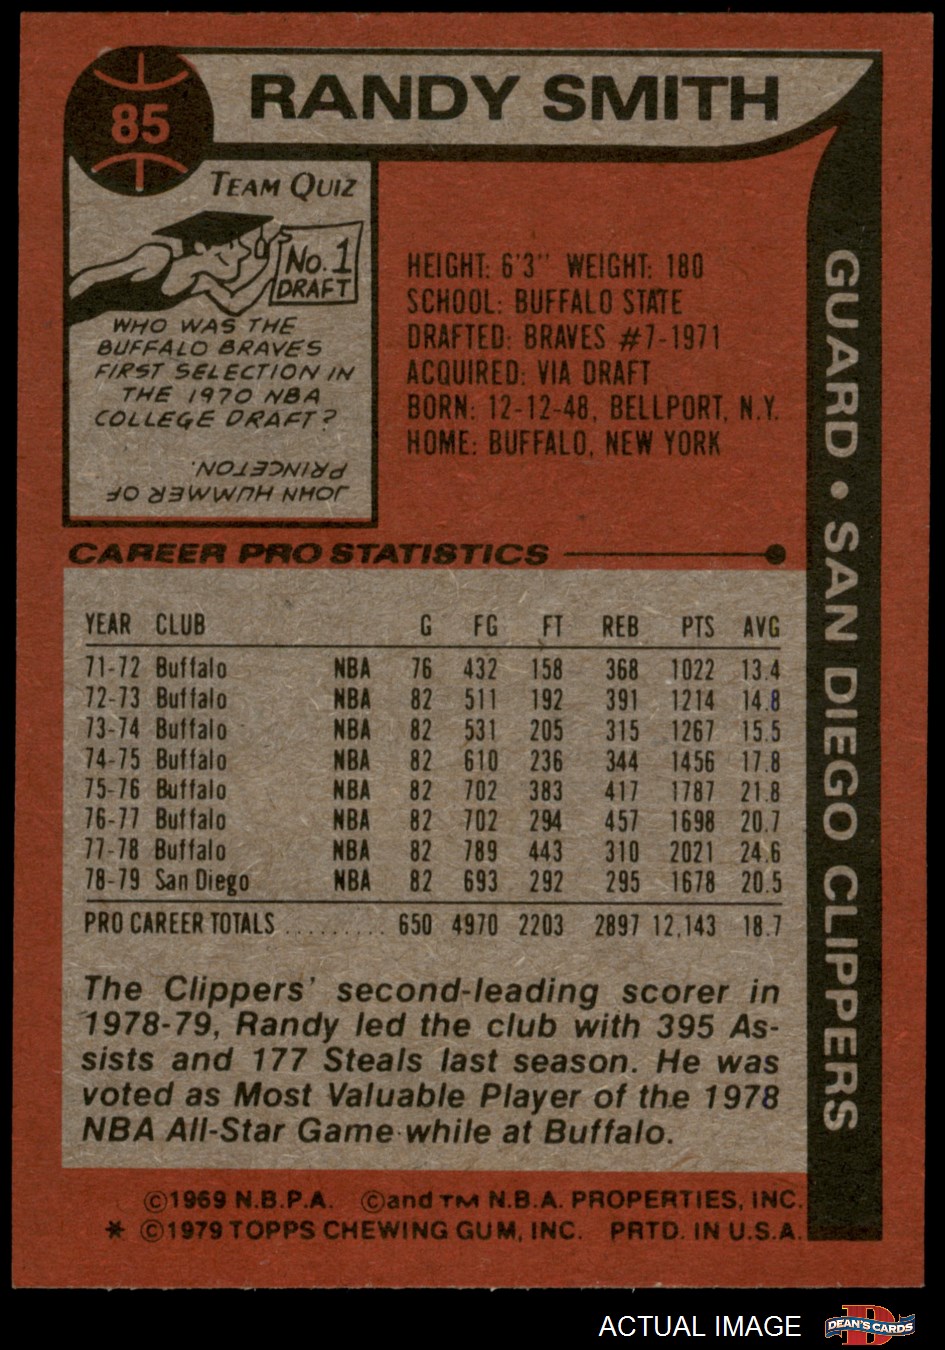 85
RANDY SMITH
TEAM QUIZ
No. 1
DRAFT
WHO WAS THE
BUFFALO BRAVES
FIRST SELECTION IN
THE 1970 NBA
COLLEGE DRAFT?
JOHN HUMMER OF
PRINCETON.
HEIGHT: 6'3" WEIGHT: 180
SCHOOL: BUFFALO STATE
DRAFTED: BRAVES #7-1971
ACQUIRED: VIA DRAFT
BORN: 12-12-48, BELLPORT, N.Y.
HOME: BUFFALO, NEW YORK
GUARD • SAN DIEGO CLIPPERS
CAREER PRO STATISTICS
YEAR CLUB G FG FT REB PTS AVG
71-72 Buffalo NBA 76 432 158 368 1022 13.4
72-73 Buffalo NBA 82 511 192 391 1214 14.8
73-74 Buffalo NBA 82 531 205 315 1267 15.5
74-75 Buffalo NBA 82 610 236 344 1456 17.8
75-76 Buffalo NBA 82 702 383 417 1787 21.8
76-77 Buffalo NBA 82 702 294 457 1698 20.7
77-78 Buffalo NBA 82 789 443 310 2021 24.6
78-79 San Diego NBA 82 693 292 295 1678 20.5
PRO CAREER TOTALS ......... 650 4970 2203 2897 12,143 18.7
The Clippers' second-leading scorer in
1978-79, Randy led the club with 395 As-
sists and 177 Steals last season. He was
voted as Most Valuable Player of the 1978
NBA All-Star Game while at Buffalo.
©1969 N.B.P.A. ©and TM N.B.A. PROPERTIES, INC.
* ©1979 TOPPS CHEWING GUM, INC. PRTD. IN U.S.A.
ACTUAL IMAGE
D
DEAN'S CARDS